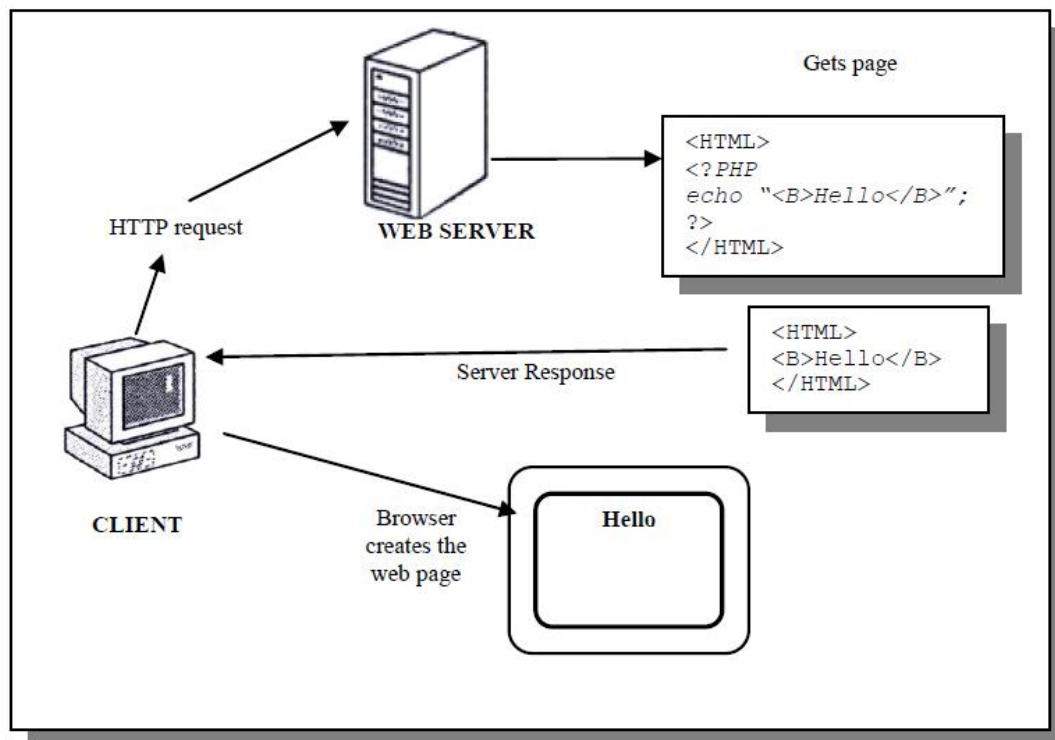 Gets page
<HTML>
<?PHP
echo “<B>Hello</B>”;
?>
</HTML>
HTTP request
WEB SERVER
<HTML>
<B>Hello</B>
</HTML>
Server Response
CLIENT
Browser
creates the
web page
Hello